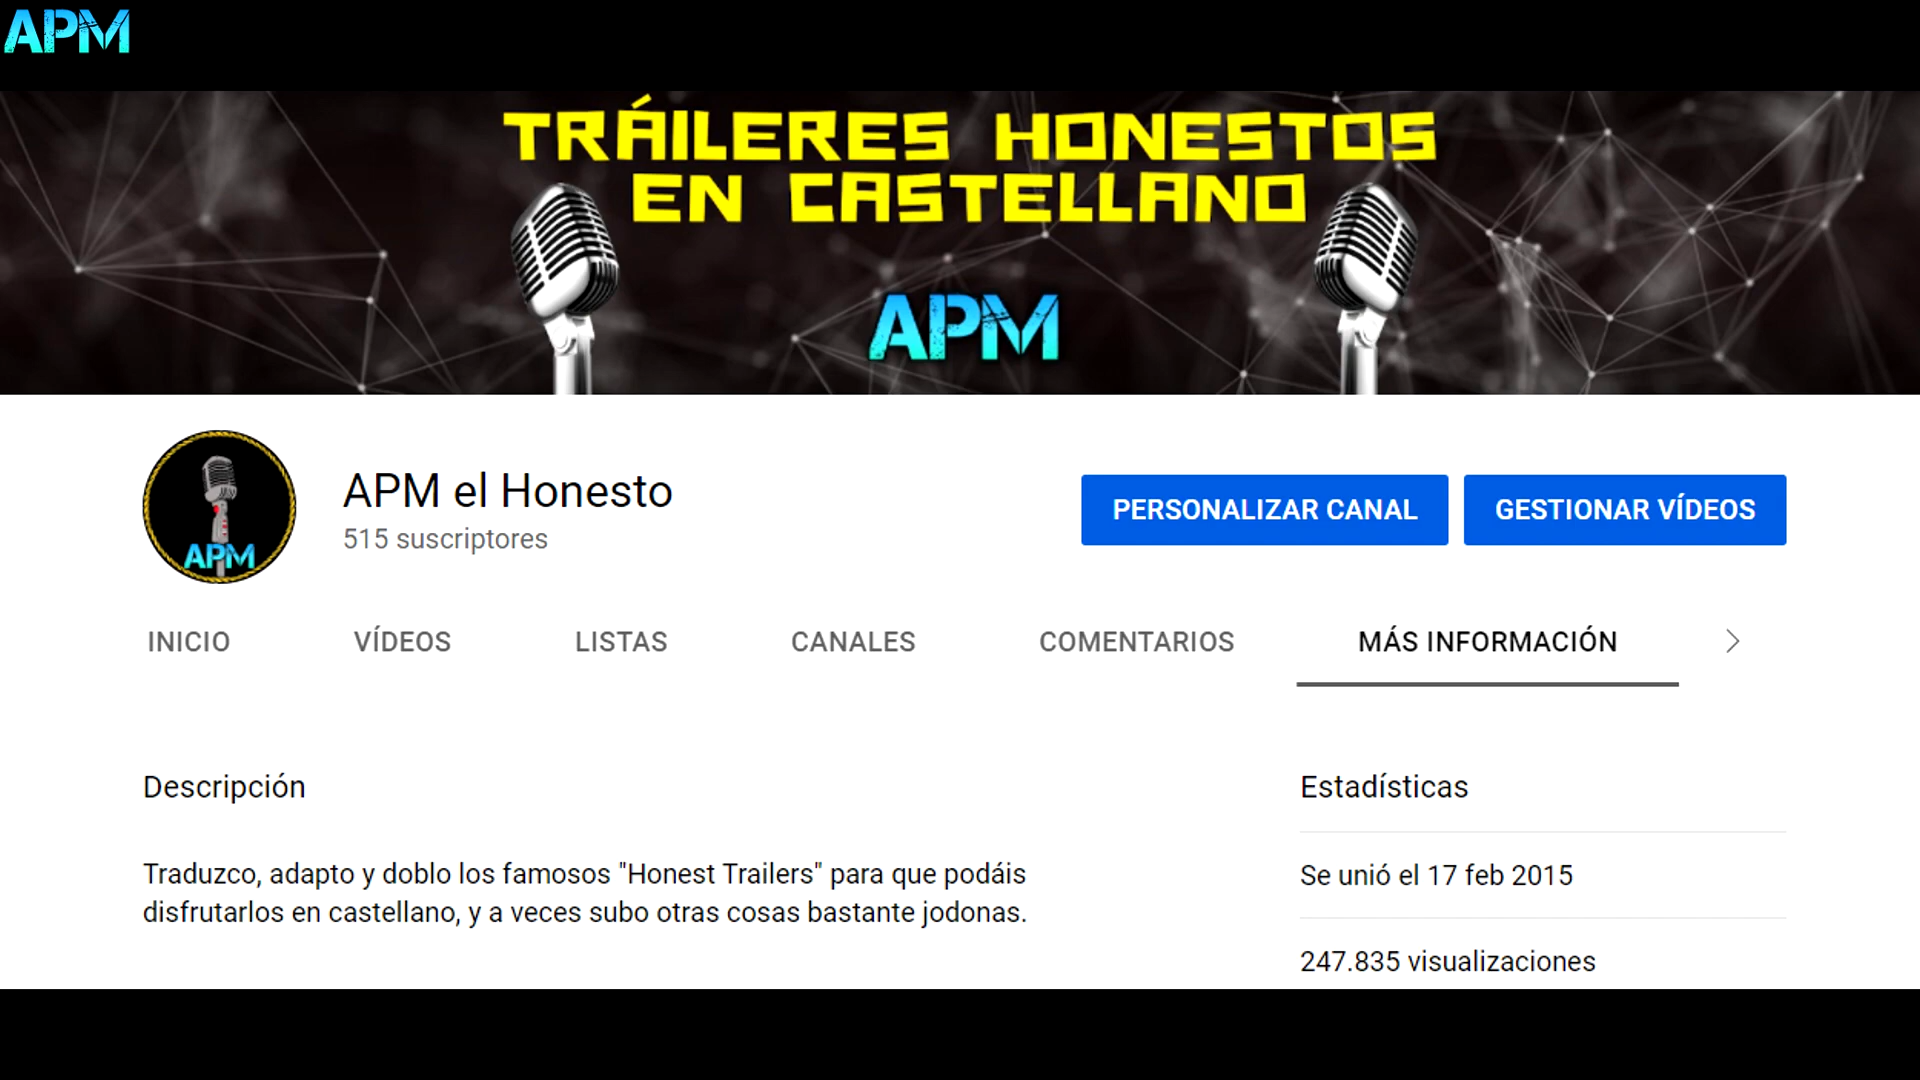 APM
TRÁILERES HONESTOS
EN CASTELLANO
APM
APM
APM el Honesto
515 suscriptores
PERSONALIZAR CANAL
GESTIONAR VÍDEOS
INICIO VÍDEOS LISTAS CANALES COMENTARIOS MÁS INFORMACIÓN
Descripción
Traduzco, adapto y doblo los famosos "Honest Trailers" para que podáis
disfrutarlos en castellano, y a veces subo otras cosas bastante jodonas.
Estadísticas
Se unió el 17 feb 2015
247.835 visualizaciones